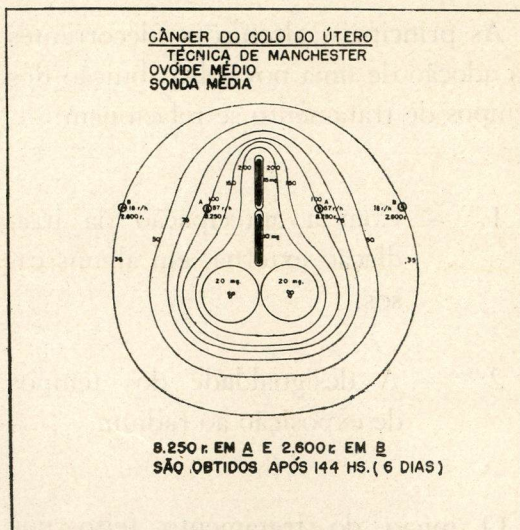 CÂNGER DO COLO DO ÚTERO
TÉCNICA DE MANCHESTER
OVÓIDE MÉDIO
SONDA MÉDIA
200 200
150 150
B A 100 100 A B
18 r/h 57 r/h 57 r/h 18 r/h
2.600 r. 8.250 8.250 r. 2.600 r.
75 75
50 50
35 35
20 mg. 20 mg.
8.250 r. EM A E 2.600 r. EM B
SÃO OBTIDOS APÓS 144 HS. ( 6 DIAS )